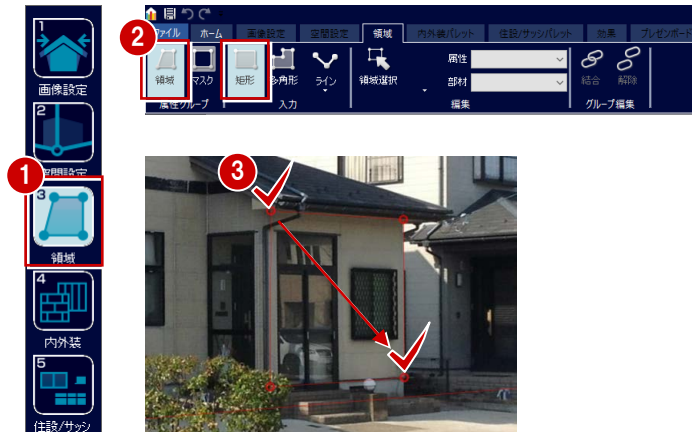 1
画像設定
2
空間設定
1
3
領域
4
内外装
5
住設/サッシ
2
ファイル ホーム 画像設定 空間設定 領域 内外装パレット 住設/サッシパレット 効果 プレゼンボード
領域 マスク 矩形 多角形 ライン 領域選択 属性 結合 解除
部材
属性グループ 入力 編集 グループ編集
3